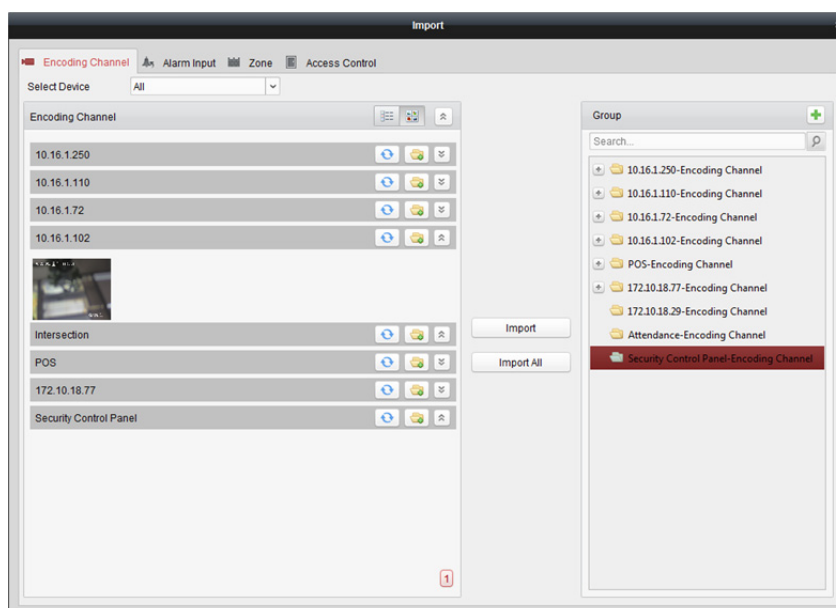 Import
Encoding Channel Alarm Input Zone Access Control
Select Device All
Encoding Channel
10.16.1.250
10.16.1.110
10.16.1.72
10.16.1.102
Intersection
POS
172.10.18.77
Security Control Panel
1
Import
Import All
Group
Search...
10.16.1.250-Encoding Channel
10.16.1.110-Encoding Channel
10.16.1.72-Encoding Channel
10.16.1.102-Encoding Channel
POS-Encoding Channel
172.10.18.77-Encoding Channel
172.10.18.29-Encoding Channel
Attendance-Encoding Channel
Security Control Panel-Encoding Channel